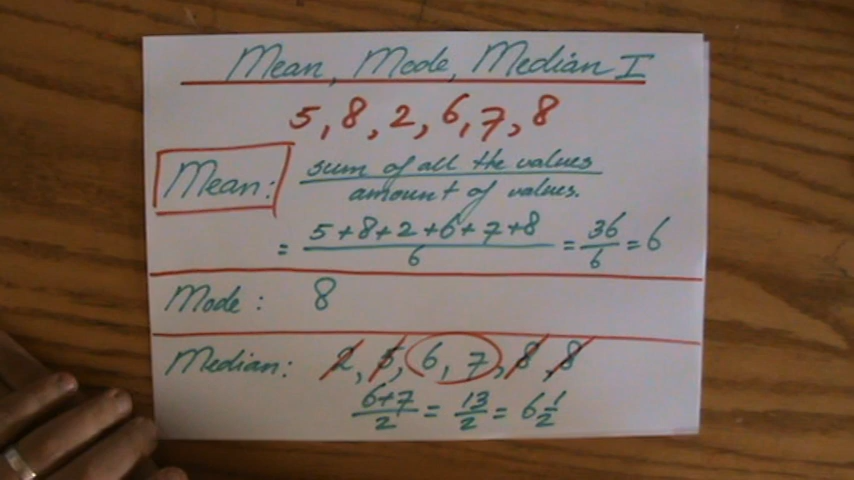 Mean, Mode, Median I
5, 8, 2, 6, 7, 8
Mean: sum of all the values
amount of values.
= 5+8+2+6+7+8 / 6 = 36/6 = 6
Mode: 8
Median: 2, 5, 6, 7, 8 8
6+7/2 = 13/2 = 6 1/2